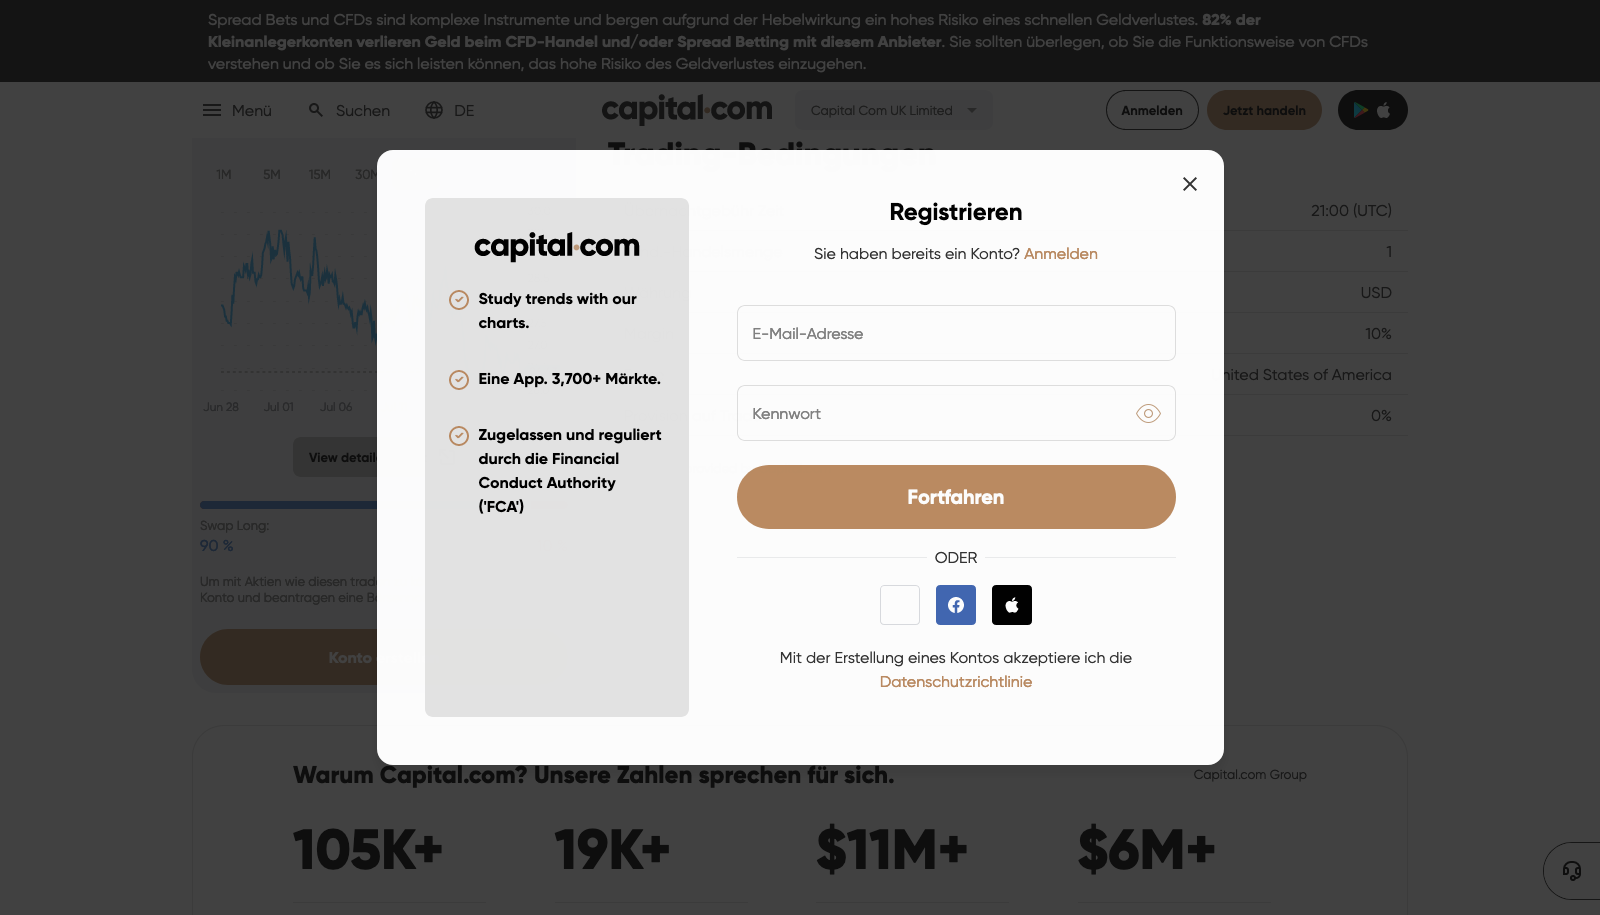 Spread Bets und CFDs sind komplexe Instrumente und bergen aufgrund der Hebelwirkung ein hohes Risiko eines schnellen Geldverlustes. 82% der
Kleinanlegerkonten verlieren Geld beim CFD-Handel und/oder Spread Betting mit diesem Anbieter. Sie sollten überlegen, ob Sie die Funktionsweise von CFDs
verstehen und ob Sie es sich leisten können, das hohe Risiko des Geldverlustes einzugehen.
Menü Suchen DE capital.com Capital Com UK Limited Anmelden Jetzt handeln
Trading-Bedingungen
1M 5M 15M 30M
21:00 (UTC)
1
USD
10%
United States of America
0%
Jun 28 Jul 01 Jul 06
View detaile
Swap Long:
90 %
Um mit Aktien wie diesen trad
Konto und beantragen eine Be
Konto
capital.com
Study trends with our
charts.
Eine App. 3,700+ Märkte.
Zugelassen und reguliert
durch die Financial
Conduct Authority
('FCA')
Registrieren
Sie haben bereits ein Konto? Anmelden
E-Mail-Adresse
Kennwort
Fortfahren
ODER
Mit der Erstellung eines Kontos akzeptiere ich die
Datenschutzrichtlinie
Warum Capital.com? Unsere Zahlen sprechen für sich.
Capital.com Group
105K+ 19K+ $11M+ $6M+